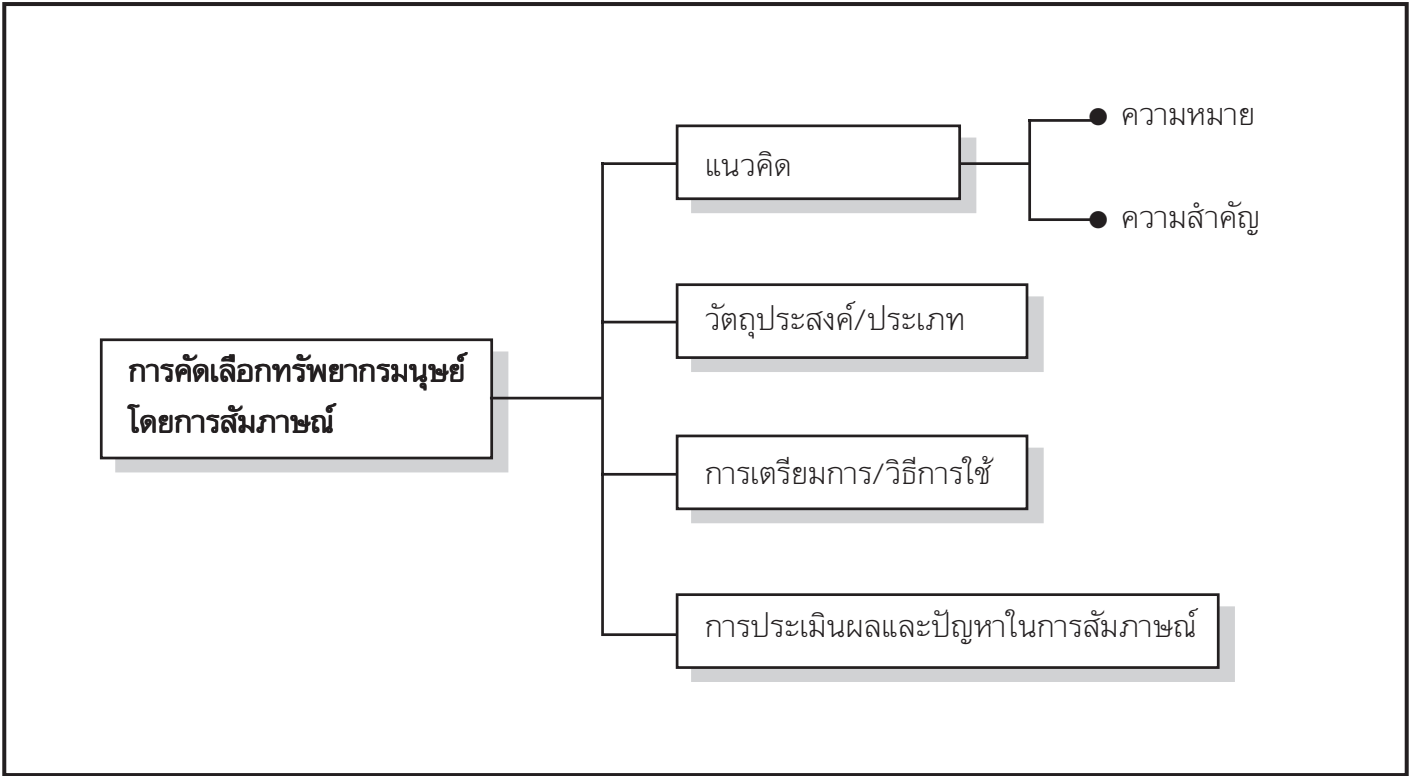 แนวคิด
ความหมาย
ความสำคัญ
วัตถุประสงค์/ประเภท
การคัดเลือกทรัพยากรมนุษย์
โดยการสัมภาษณ์
การเตรียมการ/วิธีการใช้
การประเมินผลและปัญหาในการสัมภาษณ์